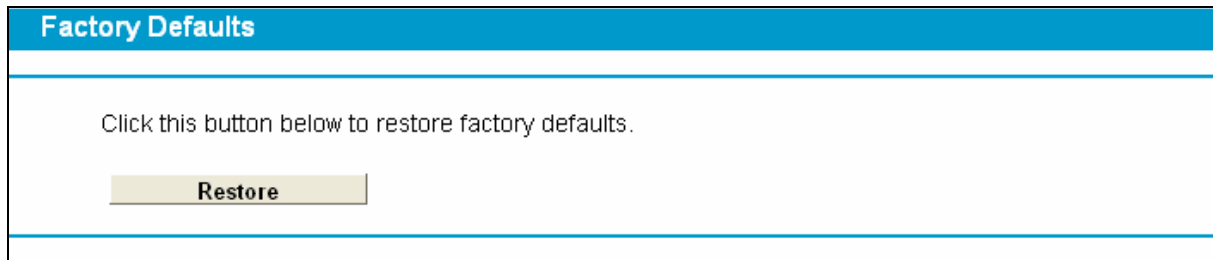 Factory Defaults
Click this button below to restore factory defaults.
Restore